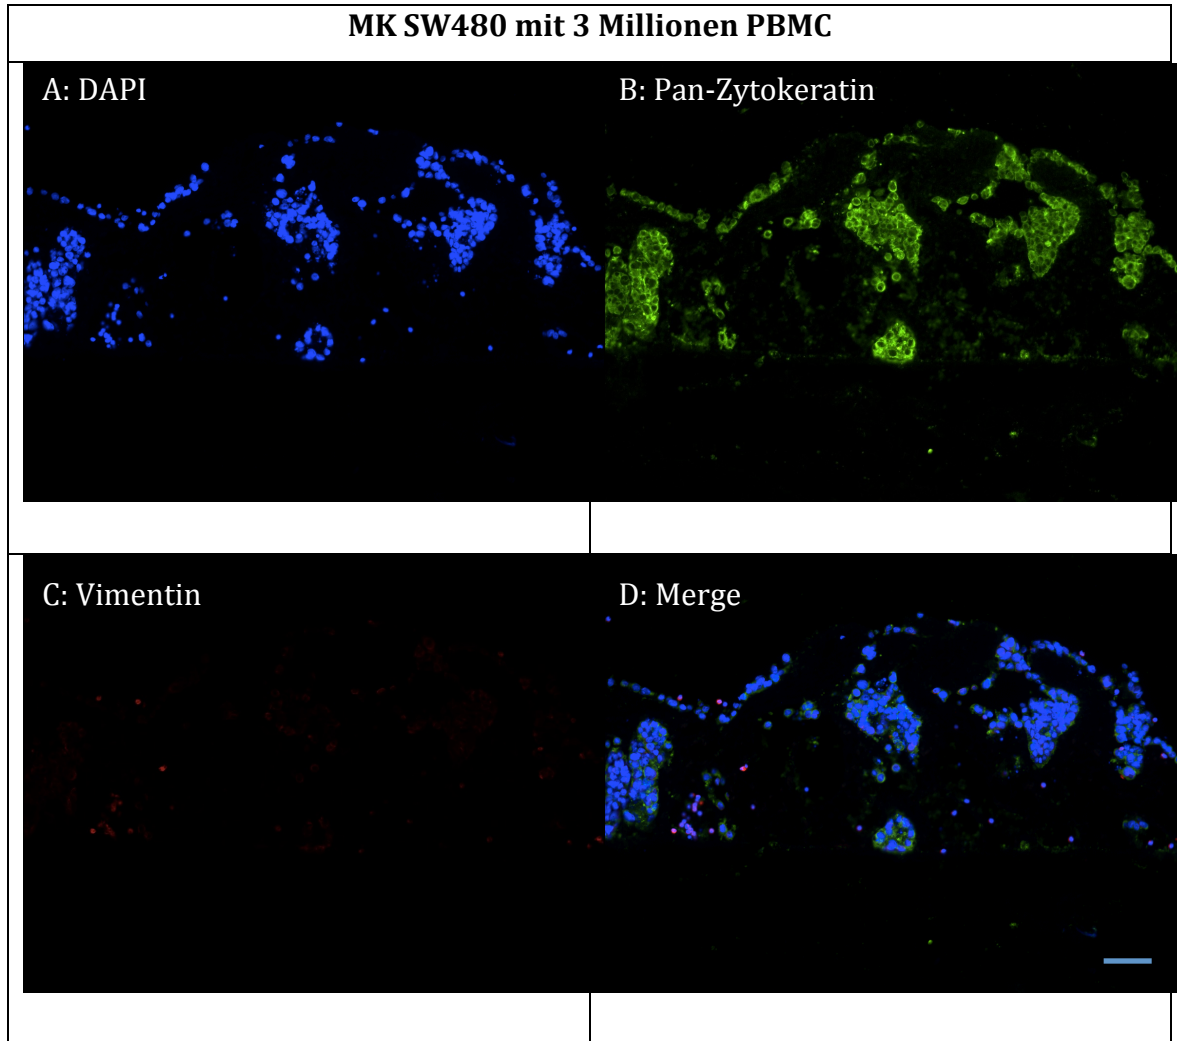 MK SW480 mit 3 Millionen PBMC
A: DAPI
B: Pan-Zytokeratin
C: Vimentin
D: Merge